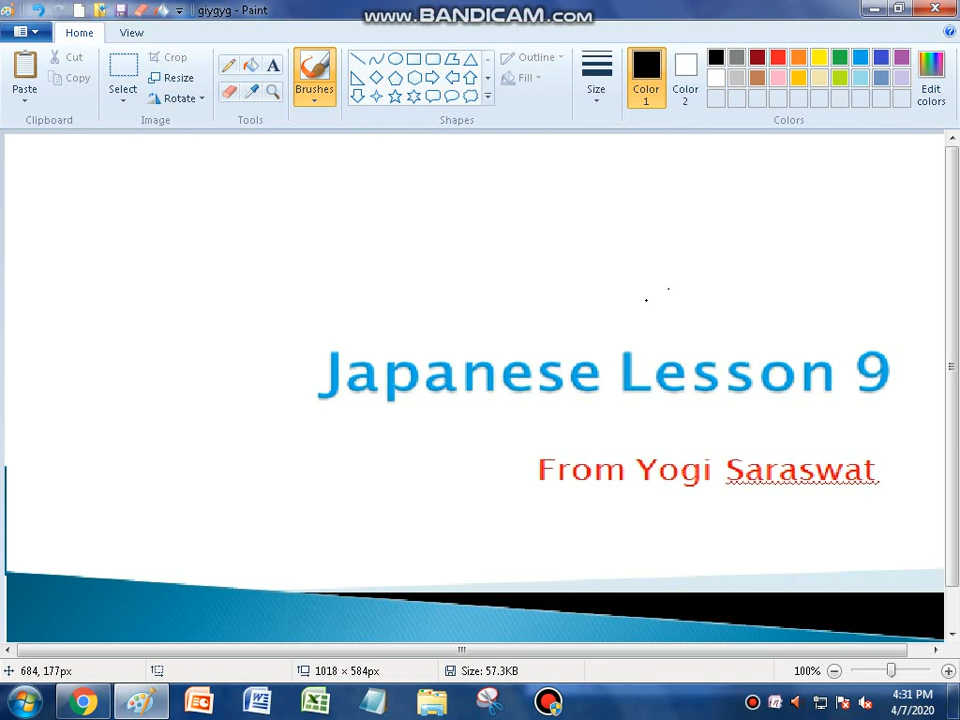 giygyg - Paint
www.BANDICAM.com
Home View
Paste
Cut
Copy
Clipboard
Select
Crop
Resize
Rotate
Image
A
Tools
Brushes
Outline
Fill
Shapes
Size
Color 1
Color 2
Edit colors
Colors
Japanese Lesson 9
From Yogi Saraswat
684, 177px
1018 × 584px
Size: 57.3KB
100%
4:31 PM
4/7/2020